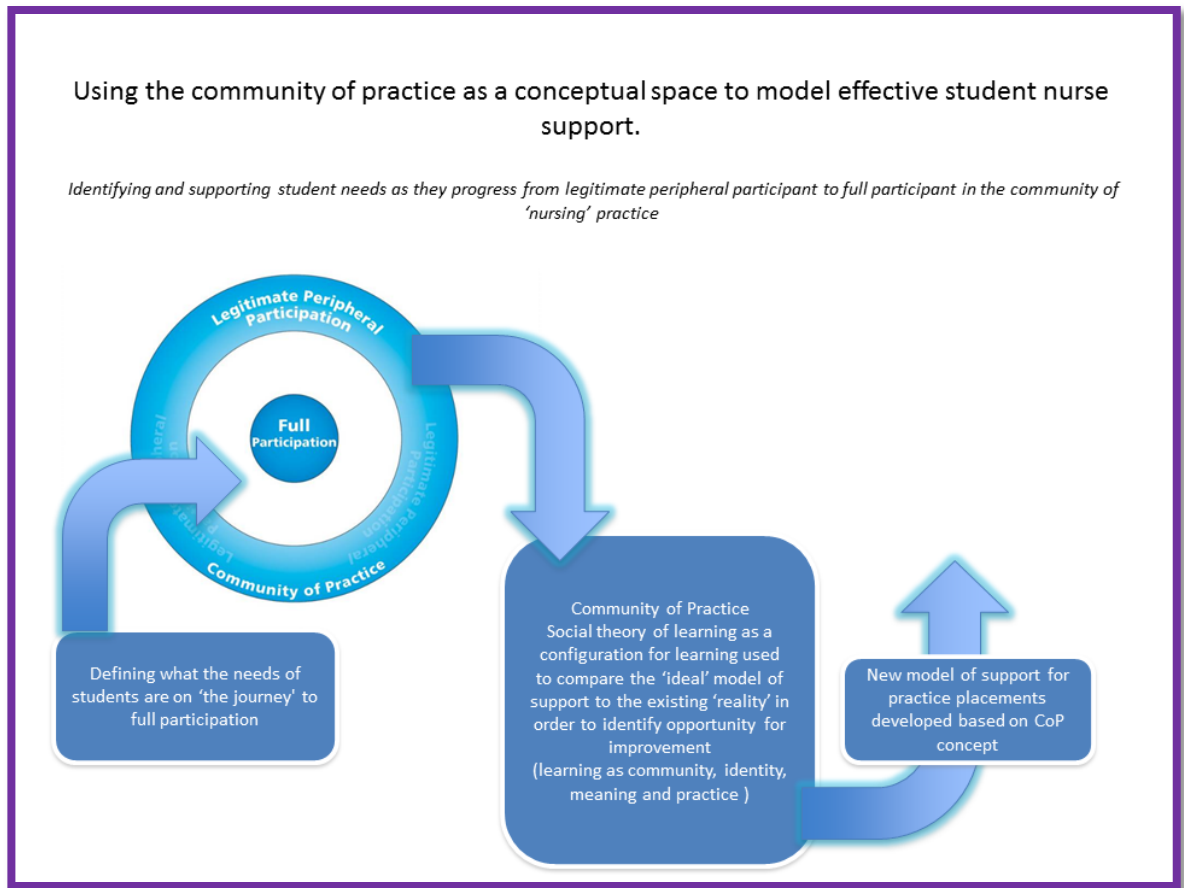 Using the community of practice as a conceptual space to model effective student nurse
support.
Identifying and supporting student needs as they progress from legitimate peripheral participant to full participant in the community of
‘nursing’ practice
Legitimate Peripheral
Participation
Full
Participation
Legitimate Peripheral
Participation
Community of Practice
Defining what the needs of
students are on ‘the journey' to
full participation
Community of Practice
Social theory of learning as a
configuration for learning used
to compare the ‘ideal’ model of
support to the existing ‘reality’ in
order to identify opportunity for
improvement
(learning as community, identity,
meaning and practice )
New model of support for
practice placements
developed based on CoP
concept